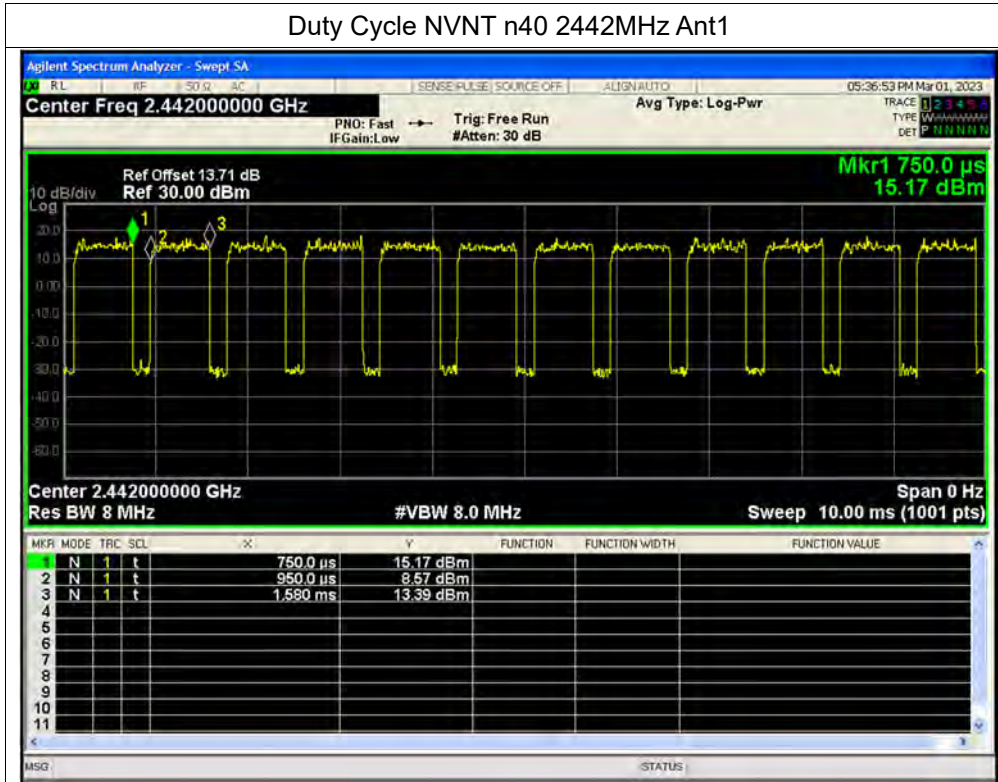 Duty Cycle NVNT n40 2442MHz Ant1
Agilent Spectrum Analyzer - Swept SA
RL RF 50 Ω AC SENSE:PULSE SOURCE OFF ALIGN AUTO 05:36:53 PM Mar 01, 2023
Center Freq 2.442000000 GHz Avg Type: Log-Pwr TRACE 1 2 3 4 5 6
PNO: Fast Trig: Free Run TYPE W
IFGain:Low #Atten: 30 dB DET P N N N N N
Mkr1 750.0 µs
Ref Offset 13.71 dB
10 dB/div Ref 30.00 dBm 15.17 dBm
Log
20.0
10.0
0.00
-10.0
-20.0
-30.0
-40.0
-50.0
-60.0
1
2
3
Center 2.442000000 GHz Span 0 Hz
Res BW 8 MHz #VBW 8.0 MHz Sweep 10.00 ms (1001 pts)
MKR MODE TRC SCL X Y FUNCTION FUNCTION WIDTH FUNCTION VALUE
1 N 1 t 750.0 µs 15.17 dBm
2 N 1 t 950.0 µs 8.57 dBm
3 N 1 t 1.580 ms 13.39 dBm
4
5
6
7
8
9
10
11
MSG STATUS